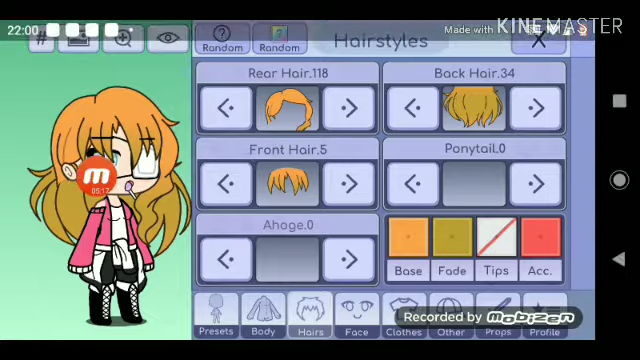 22:00
Made with
KINEMASTER
#
?
Random
Random
Hairstyles
X
Rear Hair.118
Back Hair.34
Front Hair.5
Ponytail.0
Ahoge.0
05:17
Base
Fade
Tips
Acc.
Presets
Body
Hairs
Face
Clothes
Other
Props
Profile
Recorded by
mobizen